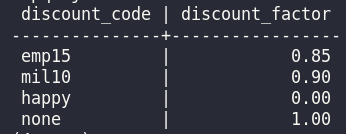 discount_code | discount_factor
---------------+-----------------
emp15 | 0.85
mil10 | 0.90
happy | 0.00
none | 1.00